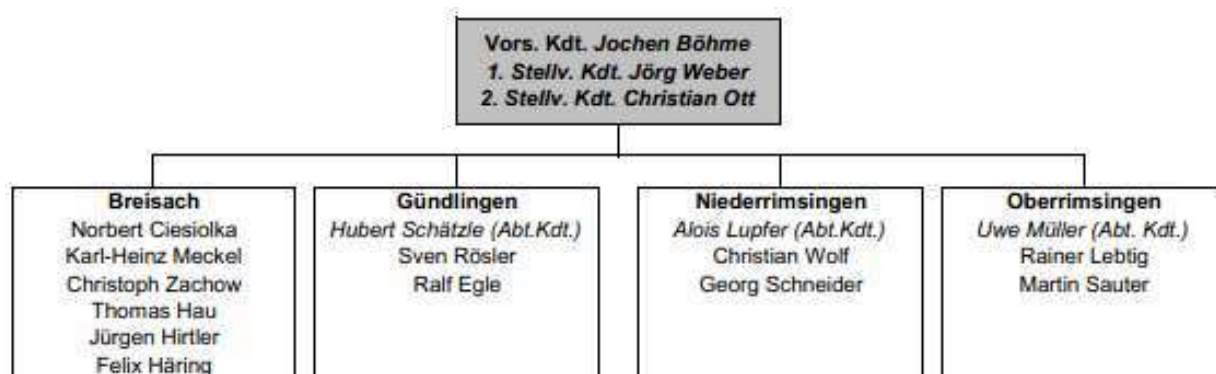 Vors. Kdt. Jochen Böhme
1. Stellv. Kdt. Jörg Weber
2. Stellv. Kdt. Christian Ott
Breisach
Norbert Ciesiolka
Karl-Heinz Meckel
Christoph Zachow
Thomas Hau
Jürgen Hirtler
Felix Häring
Gündlingen
Hubert Schätzle (Abt.Kdt.)
Sven Rösler
Ralf Egle
Niederrimsingen
Alois Lupfer (Abt.Kdt.)
Christian Wolf
Georg Schneider
Oberrimsingen
Uwe Müller (Abt. Kdt.)
Rainer Lebtig
Martin Sauter